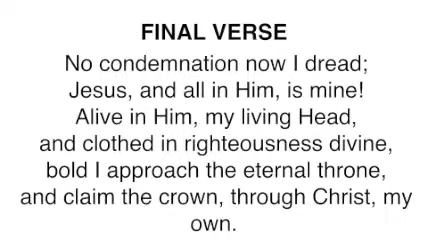 FINAL VERSE
No condemnation now I dread;
Jesus, and all in Him, is mine!
Alive in Him, my living Head,
and clothed in righteousness divine,
bold I approach the eternal throne,
and claim the crown, through Christ, my
own.